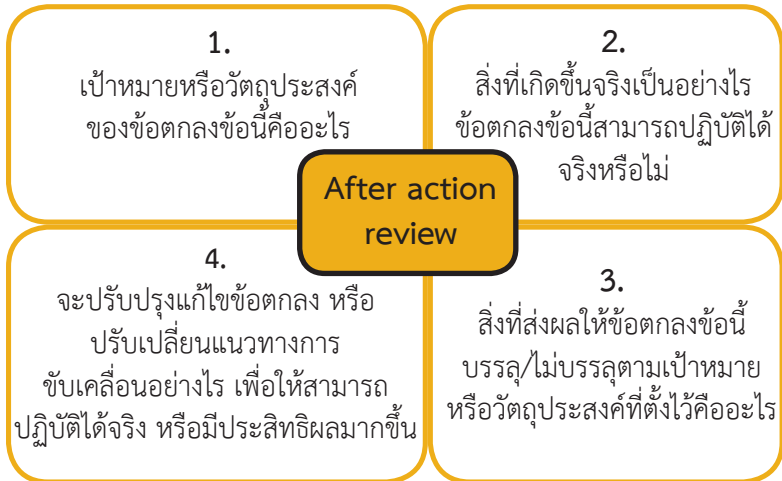 1.
เป้าหมายหรือวัตถุประสงค์
ของข้อตกลงข้อนี้คืออะไร
2.
สิ่งที่เกิดขึ้นจริงเป็นอย่างไร
ข้อตกลงข้อนี้สามารถปฏิบัติได้
จริงหรือไม่
After action
review
3.
สิ่งที่ส่งผลให้ข้อตกลงข้อนี้
บรรลุ/ไม่บรรลุตามเป้าหมาย
หรือวัตถุประสงค์ที่ตั้งไว้คืออะไร
4.
จะปรับปรุงแก้ไขข้อตกลง หรือ
ปรับเปลี่ยนแนวทางการ
ขับเคลื่อนอย่างไร เพื่อให้สามารถ
ปฏิบัติได้จริง หรือมีประสิทธิผลมากขึ้น